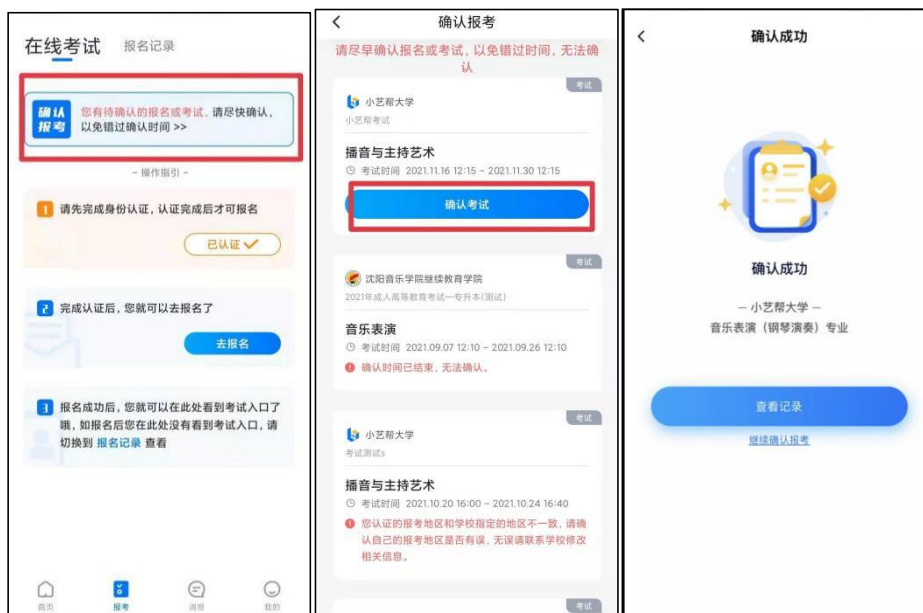 在线考试 报名记录
确认
报考
您有待确认的报名或考试，请尽快确认，
以免错过确认时间 >>
- 操作指引 -
1 请先完成身份认证，认证完成后才可报名
已认证
2 完成认证后，您就可以去报名了
去报名
3 报名成功后，您就可以在此处看到考试入口了
哦，如报名后您在此处没有看到考试入口，请
切换到 报名记录 查看
首页 报考 消息 我的
确认报考
请尽早确认报名或考试，以免错过时间，无法确
认
考试
小艺帮大学
小艺帮考试
播音与主持艺术
考试时间 2021.11.16 12:15 - 2021.11.30 12:15
确认考试
考试
沈阳音乐学院继续教育学院
2021年成人高等教育考试—专升本(测试)
音乐表演
考试时间 2021.09.07 12:10 - 2021.09.26 12:10
确认时间已结束，无法确认。
考试
小艺帮大学
考试测试s
播音与主持艺术
考试时间 2021.10.20 16:00 - 2021.10.24 16:40
您认证的报考地区和学校指定的地区不一致，请确
认自己的报考地区是否有误，无误请联系学校修改
相关信息。
考试
确认成功
确认成功
— 小艺帮大学 —
音乐表演（钢琴演奏）专业
查看记录
继续确认报考